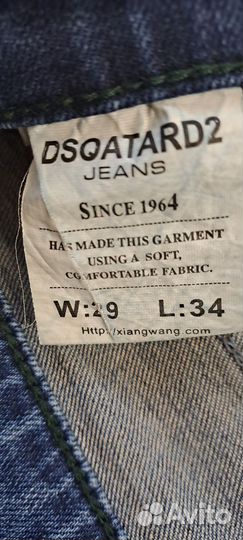 DSQATARD2
JEANS
SINCE 1964
HAS MADE THIS GARMENT
USING A SOFT,
COMFORTABLE FABRIC.
W:29 L:34
Http://xiangwang.com
Avito